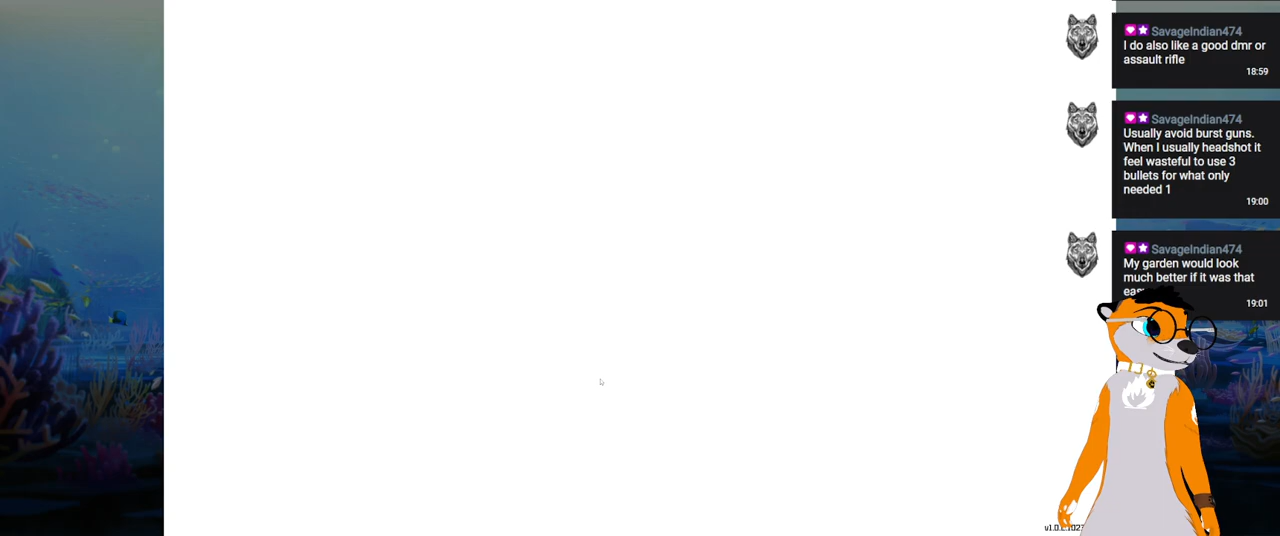 SavageIndian474
I do also like a good dmr or
assault rifle
18:59
SavageIndian474
Usually avoid burst guns.
When I usually headshot it
feel wasteful to use 3
bullets for what only
needed 1
19:00
SavageIndian474
My garden would look
much better if it was that
19:01